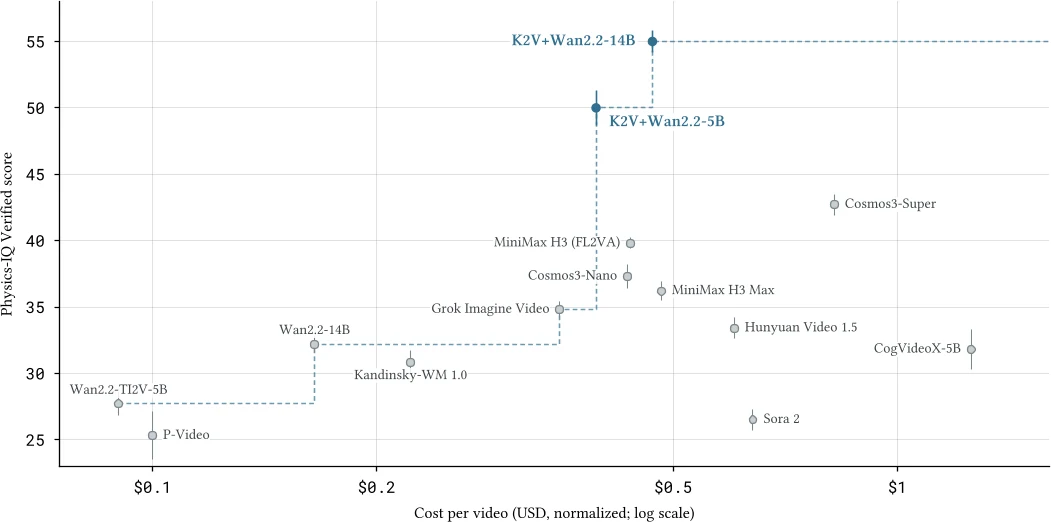 55
K2V+Wan2.2-14B
50
K2V+Wan2.2-5B
45
Cosmos3-Super
40
MiniMax H3 (FL2VA)
Cosmos3-Nano
MiniMax H3 Max
35
Grok Imagine Video
Wan2.2-14B
Hunyuan Video 1.5
CogVideoX-5B
30
Kandinsky-WM 1.0
Wan2.2-TI2V-5B
Sora 2
25
P-Video
Physics-IQ Verified score
$0.1
$0.2
$0.5
$1
Cost per video (USD, normalized; log scale)